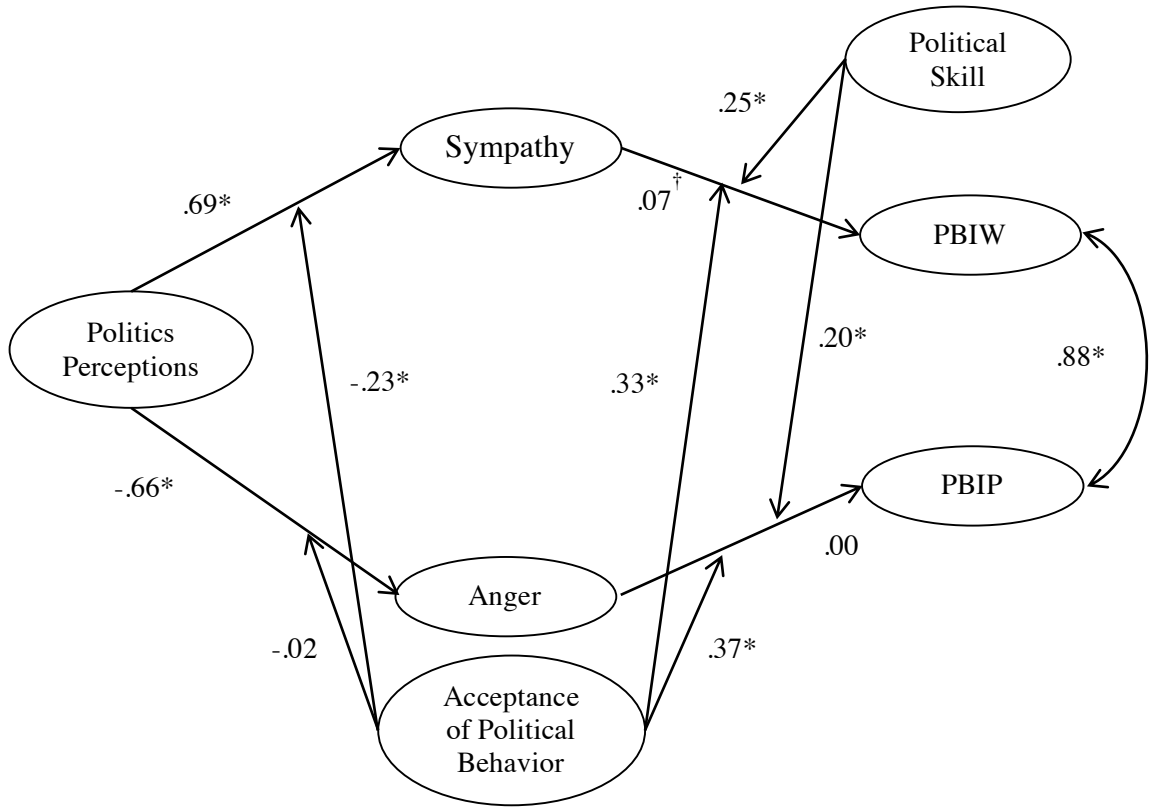 Political
Skill
.25*
Sympathy
.07†
.69*
PBIW
Politics
Perceptions
.20*
.88*
-.23*
.33*
-.66*
PBIP
.00
Anger
-.02
.37*
Acceptance
of Political
Behavior